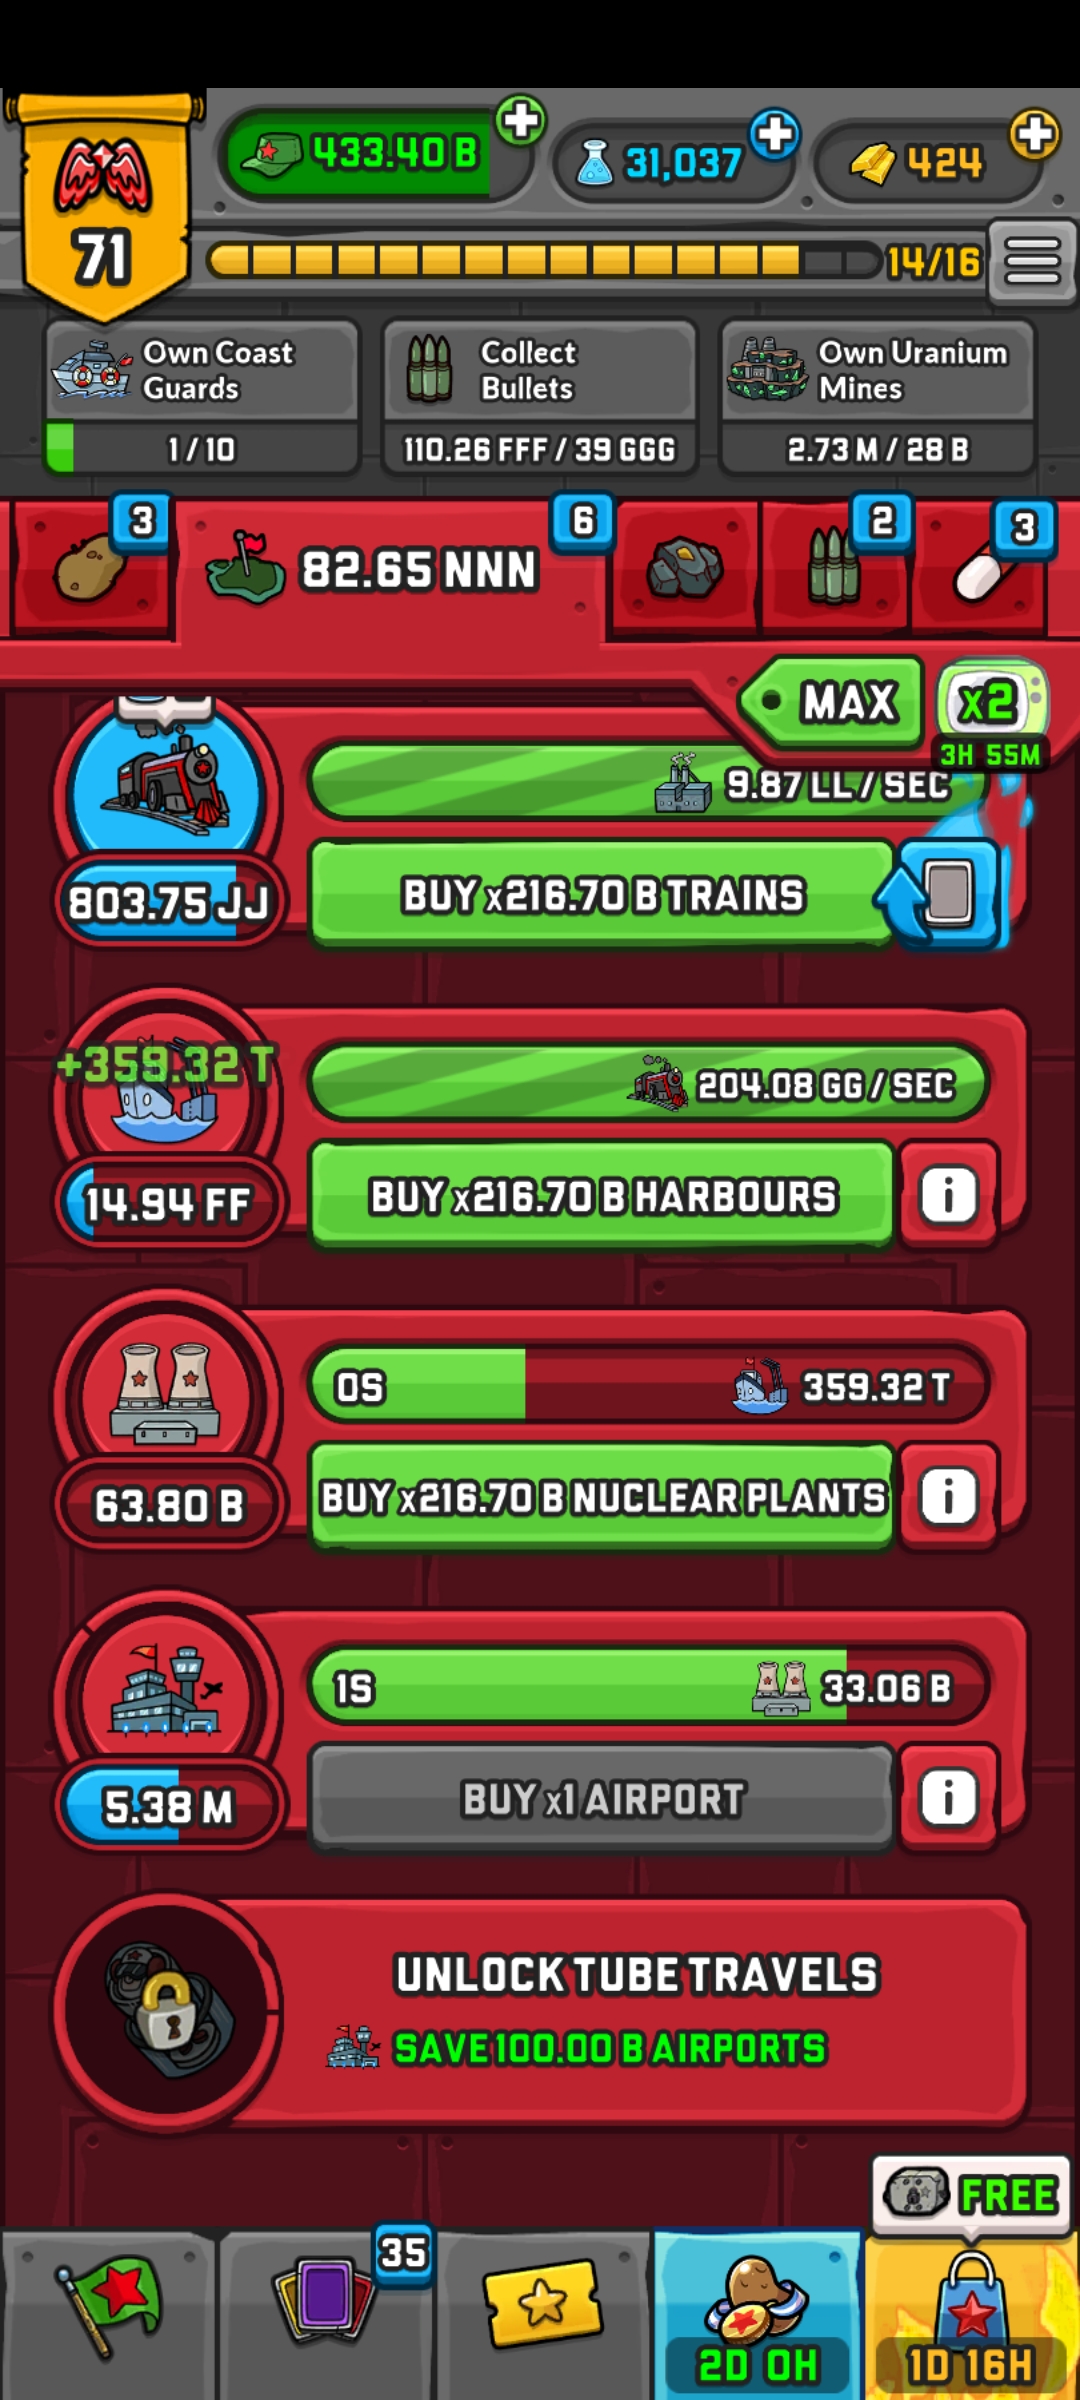 433.40 B
31,037
424
71
14/16
Own Coast
Guards
1 / 10
Collect
Bullets
110.26 FFF / 39 GGG
Own Uranium
Mines
2.73 M / 28 B
3
82.65 NNN
6
2
3
MAX
x2
3H 55M
9.87 LL / SEC
803.75 JJ
BUY x216.70 B TRAINS
+359.32 T
204.08 GG / SEC
14.94 FF
BUY x216.70 B HARBOURS
i
0S
359.32 T
63.80 B
BUY x216.70 B NUCLEAR PLANTS
i
1S
33.06 B
5.38 M
BUY x1 AIRPORT
i
UNLOCK TUBE TRAVELS
SAVE 100.00 B AIRPORTS
FREE
35
2D 0H
1D 16H